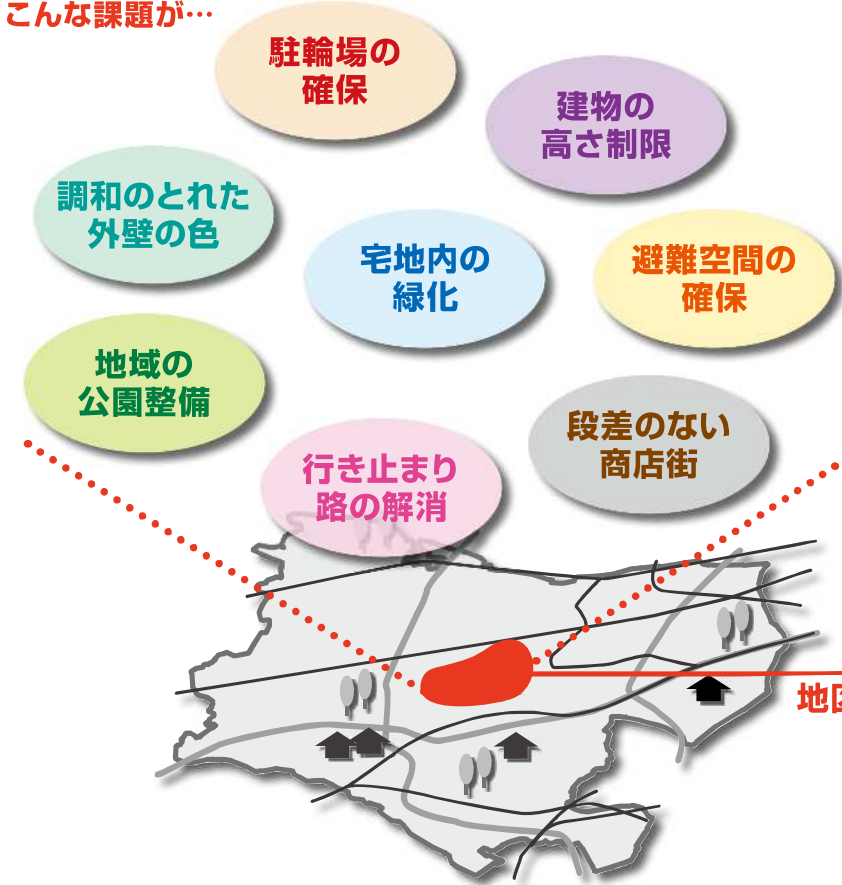 こんな課題が…
駐輪場の
確保
建物の
高さ制限
調和のとれた
外壁の色
宅地内の
緑化
避難空間の
確保
地域の
公園整備
段差のない
商店街
行き止まり
路の解消
地区